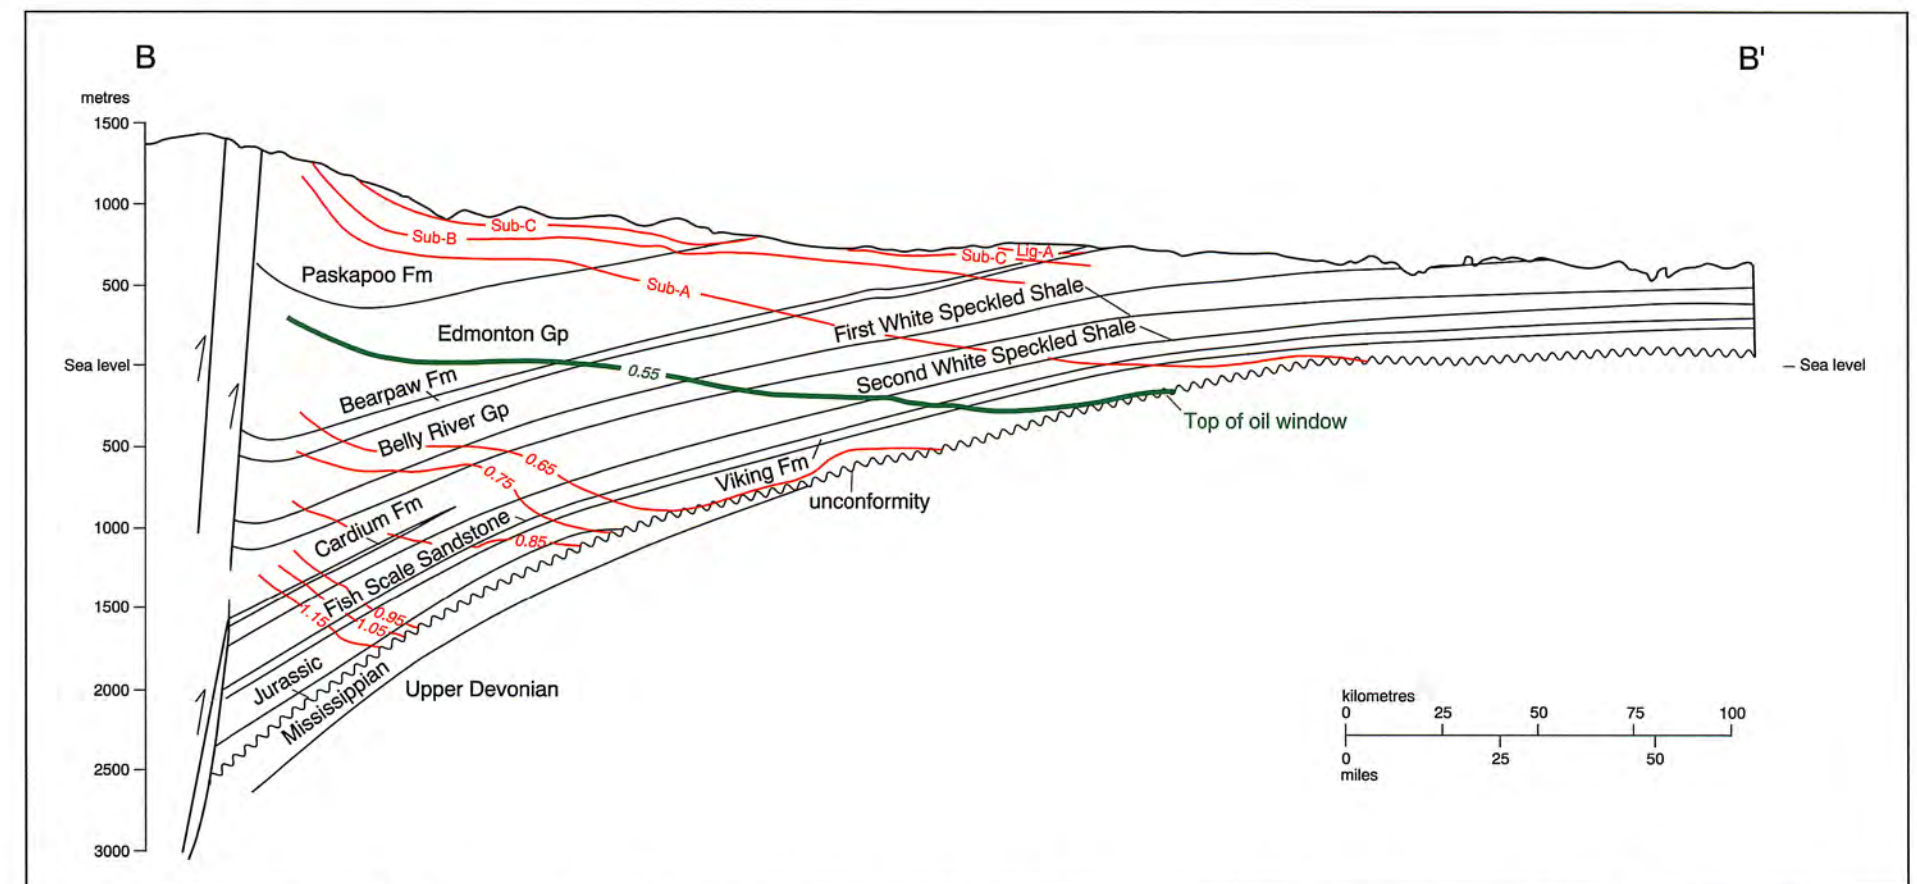 B
B'
metres
1500
1000
500
Sea level
500
1000
1500
2000
2500
3000
Sub-C
Sub-B
Sub-A
Sub-C
Lig-A
Paskapoo Fm
Edmonton Gp
First White Speckled Shale
Second White Speckled Shale
Sea level
0.55
Bearpaw Fm
Belly River Gp
Top of oil window
0.65
0.75
Viking Fm
unconformity
Cardium Fm
0.85
Fish Scale Sandstone
0.95
1.05
1.15
Jurassic
Mississippian
Upper Devonian
kilometres
0 25 50 75 100
0 25 50
miles